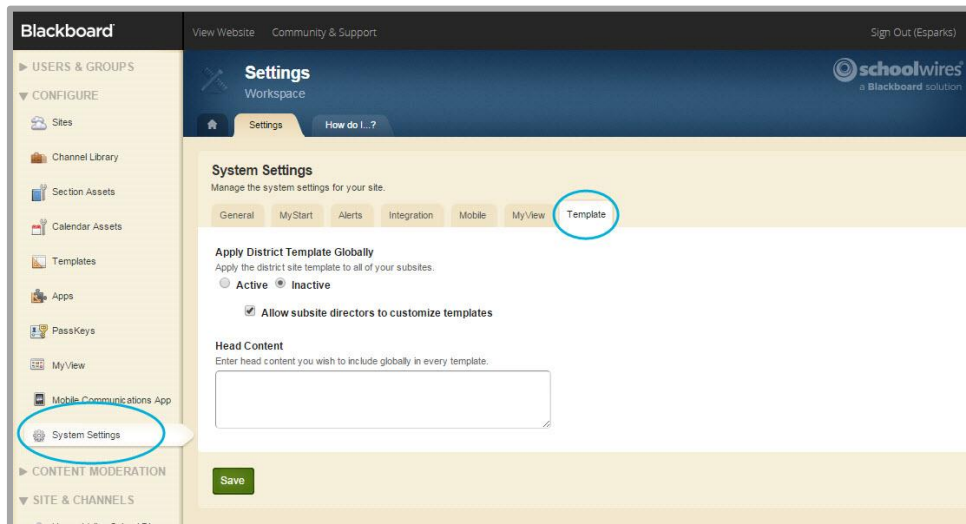 Blackboard
View Website Community & Support Sign Out (Esparks)
USERS & GROUPS
CONFIGURE
Sites
Channel Library
Section Assets
Calendar Assets
Templates
Apps
PassKeys
MyView
Mobile Communications App
System Settings
CONTENT MODERATION
SITE & CHANNELS
Settings
Workspace
schoolwires
a Blackboard solution
Settings How do I...?
System Settings
Manage the system settings for your site.
General MyStart Alerts Integration Mobile MyView Template
Apply District Template Globally
Apply the district site template to all of your subsites.
Active Inactive
Allow subsite directors to customize templates
Head Content
Enter head content you wish to include globally in every template.
Save